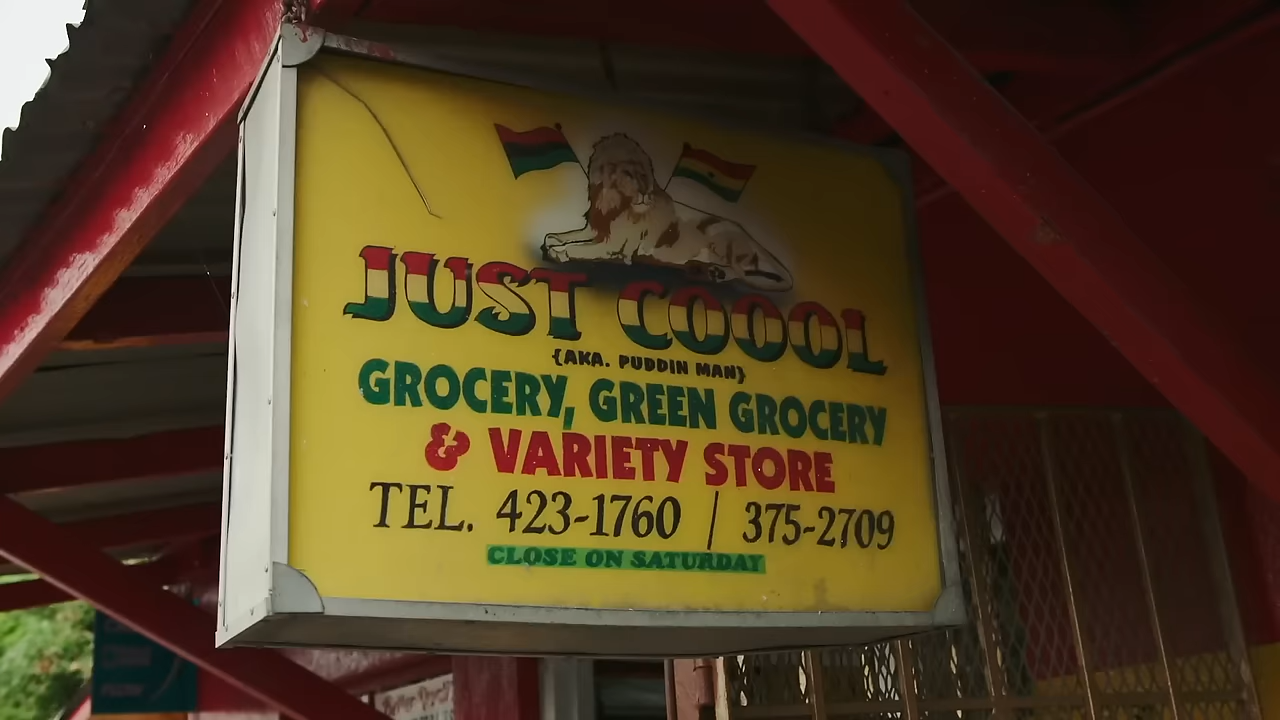 JUST COOOL
{AKA. PUDDIN MAN}
GROCERY, GREEN GROCERY
& VARIETY STORE
TEL. 423-1760 / 375-2709
CLOSE ON SATURDAY